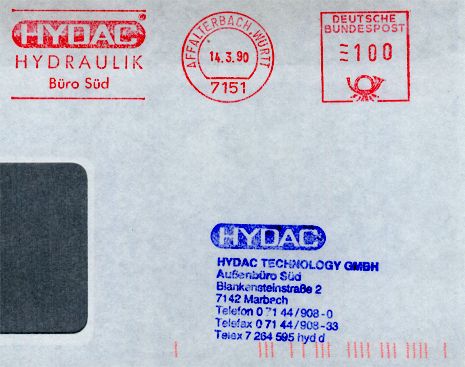 HYDAC®
HYDRAULIK
Büro Süd
AFFALTERBACH, WÜRTT
14.3.90
7151
DEUTSCHE
BUNDESPOST
100
HYDAC
HYDAC TECHNOLOGY GMBH
Außenbüro Süd
Blankensteinstraße 2
7142 Marbach
Telefon 0 71 44/908-0
Telefax 0 71 44/908-33
Telex 7 264 595 hyd d